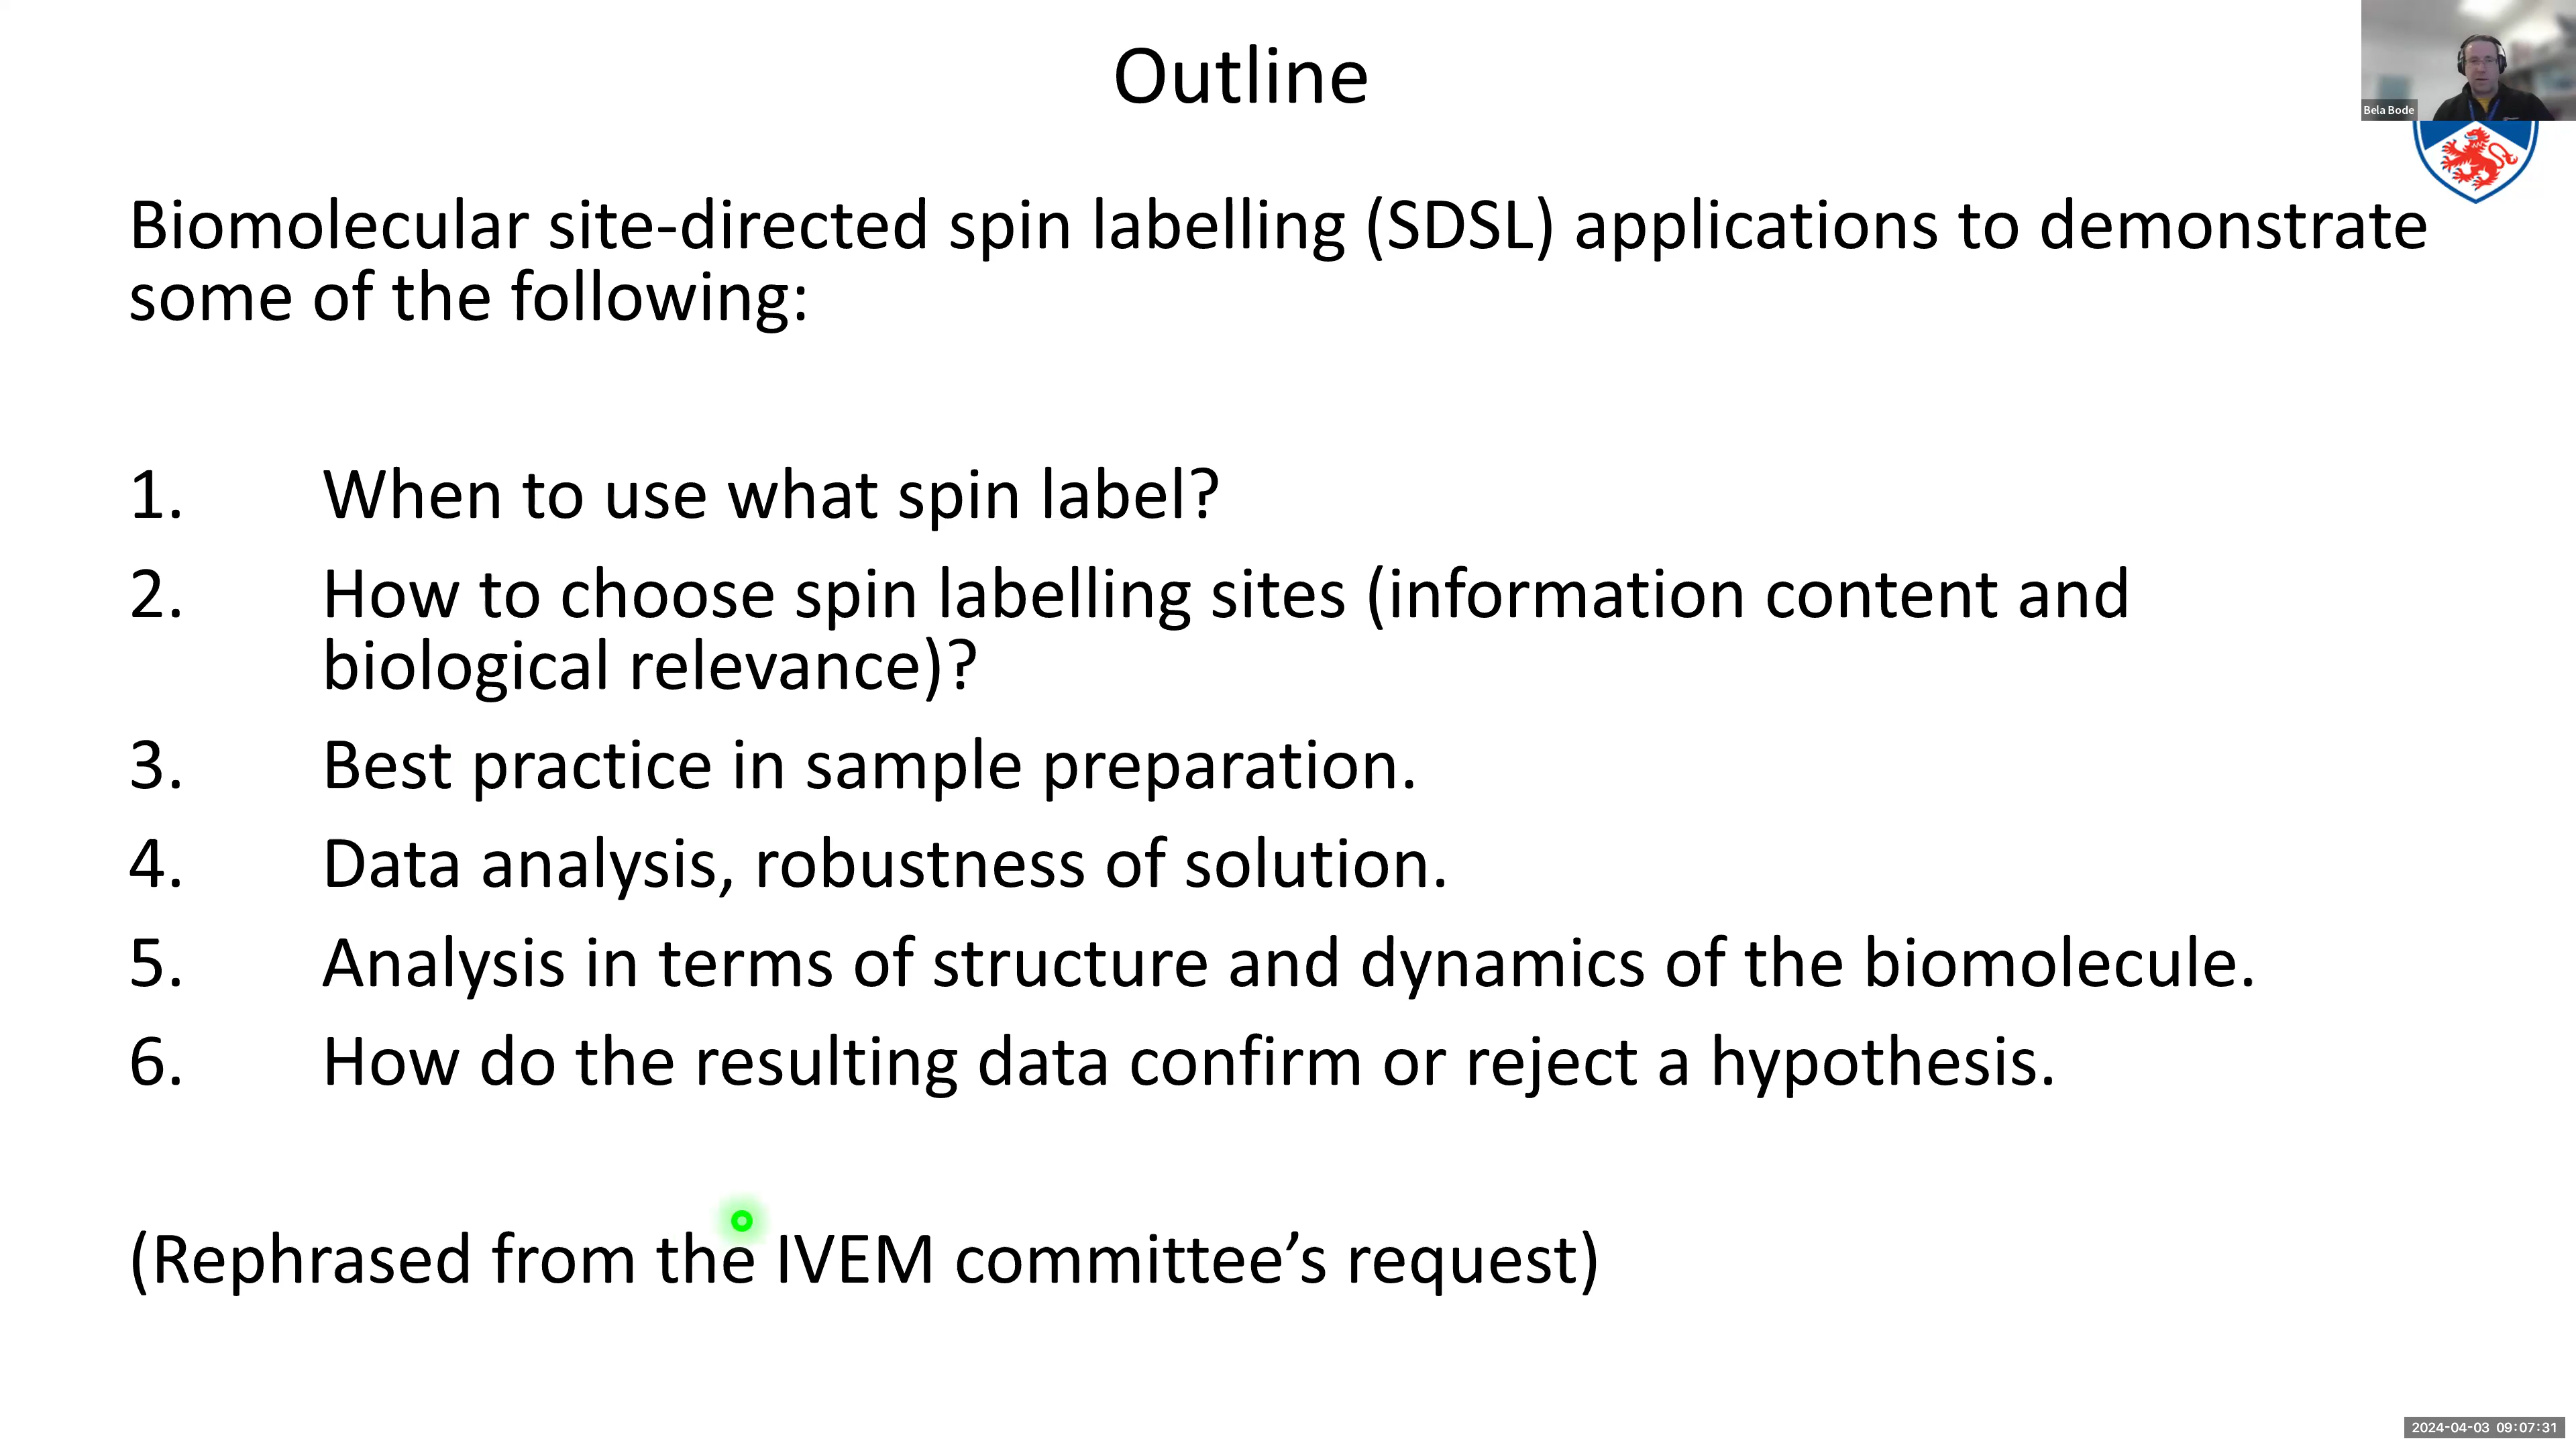 Outline
Bela Bode
Biomolecular site-directed spin labelling (SDSL) applications to demonstrate
some of the following:
1. When to use what spin label?
2. How to choose spin labelling sites (information content and
biological relevance)?
3. Best practice in sample preparation.
4. Data analysis, robustness of solution.
5. Analysis in terms of structure and dynamics of the biomolecule.
6. How do the resulting data confirm or reject a hypothesis.
(Rephrased from the IVEM committee’s request)
2024-04-03 09:07:31